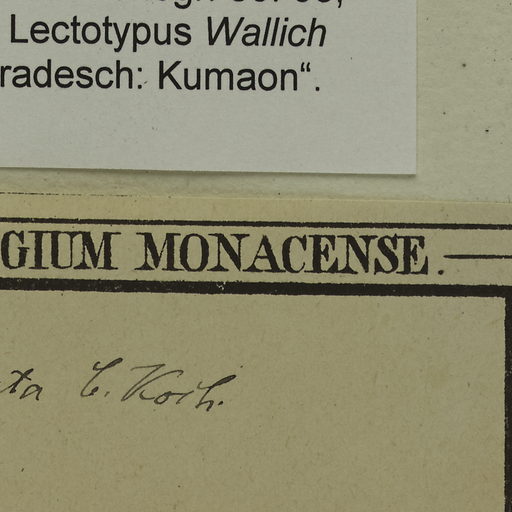 Lectotypus Wallich
radesch: Kumaon“.
GIUM MONACENSE.
ta C. Koch.